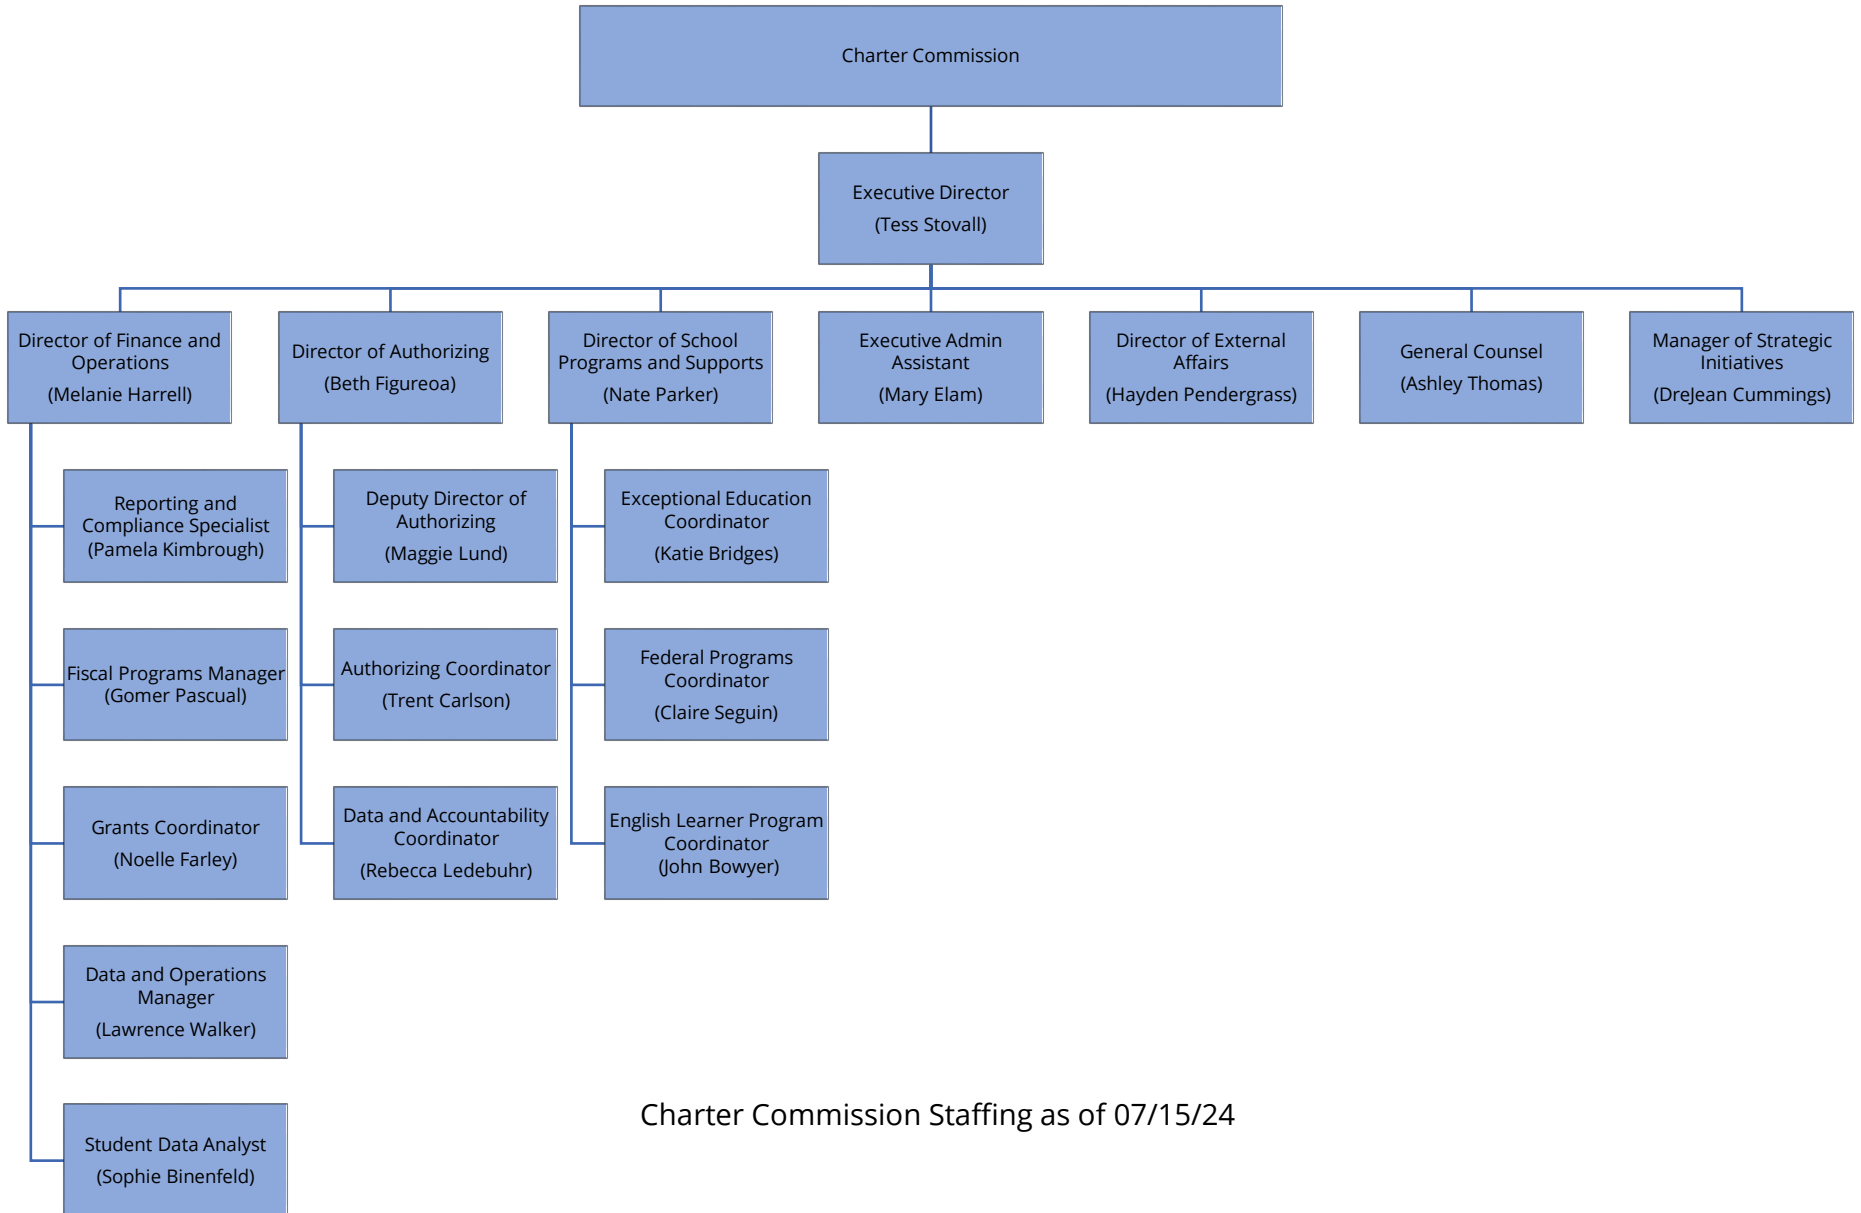 Charter Commission
Executive Director
(Tess Stovall)
Director of Finance and
Operations
(Melanie Harrell)
Director of Authorizing
(Beth Figureoa)
Director of School
Programs and Supports
(Nate Parker)
Executive Admin
Assistant
(Mary Elam)
Director of External
Affairs
(Hayden Pendergrass)
General Counsel
(Ashley Thomas)
Manager of Strategic
Initiatives
(DreJean Cummings)
Reporting and
Compliance Specialist
(Pamela Kimbrough)
Deputy Director of
Authorizing
(Maggie Lund)
Exceptional Education
Coordinator
(Katie Bridges)
Fiscal Programs Manager
(Gomer Pascual)
Authorizing Coordinator
(Trent Carlson)
Federal Programs
Coordinator
(Claire Seguin)
Grants Coordinator
(Noelle Farley)
Data and Accountability
Coordinator
(Rebecca Ledebuhr)
English Learner Program
Coordinator
(John Bowyer)
Data and Operations
Manager
(Lawrence Walker)
Student Data Analyst
(Sophie Binenfeld)
Charter Commission Staffing as of 07/15/24